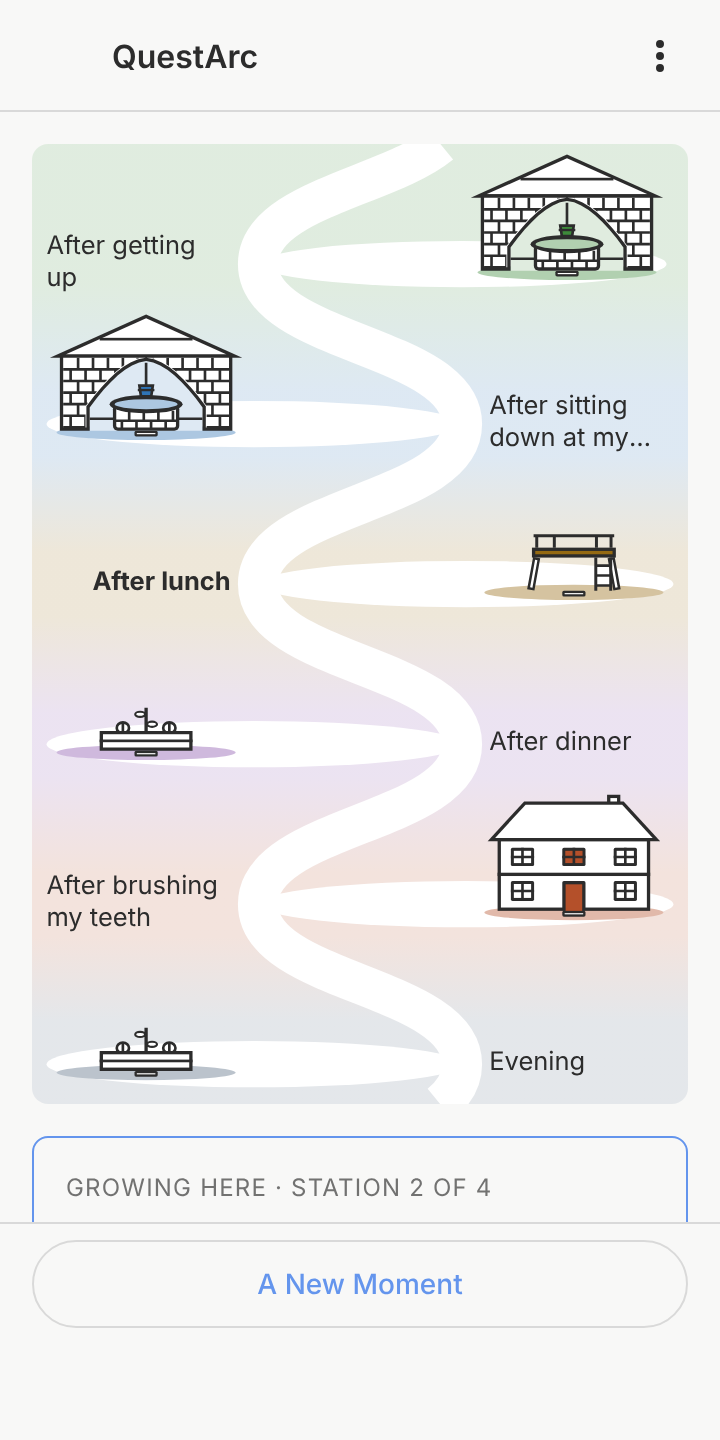 QuestArc
After getting
up
After sitting
down at my...
After lunch
After dinner
After brushing
my teeth
Evening
GROWING HERE · STATION 2 OF 4
A New Moment